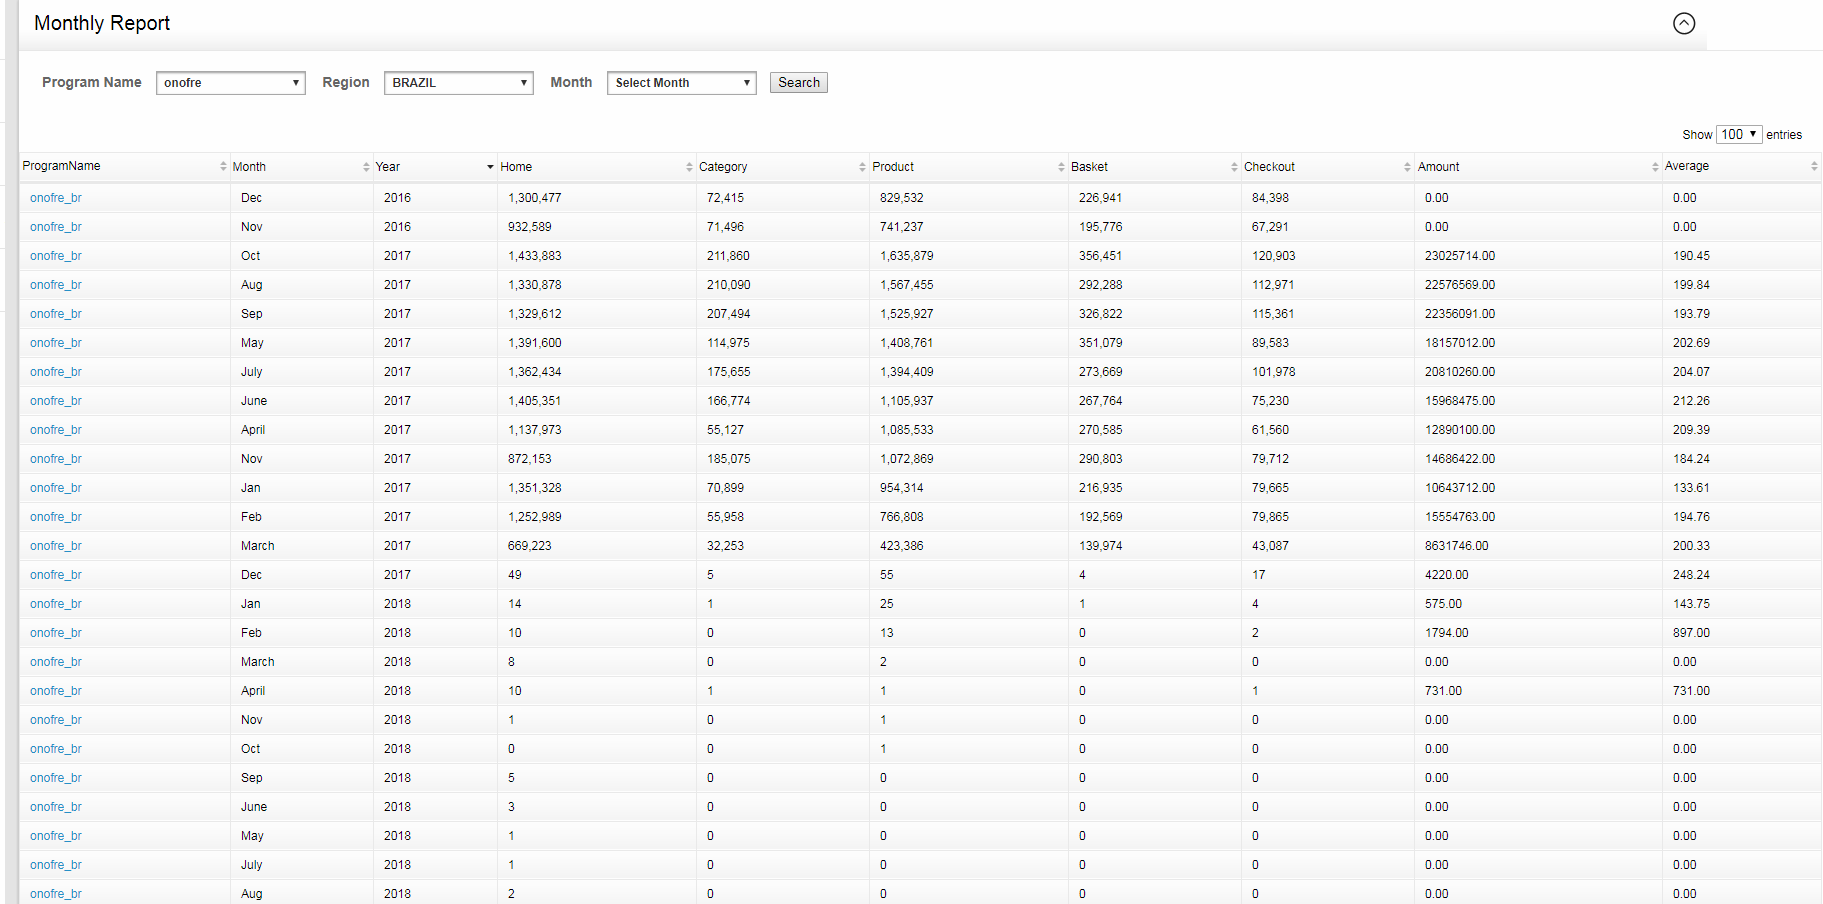 Monthly Report
Program Name onofre Region BRAZIL Month Select Month Search
Show 100 entries
ProgramName Month Year Home Category Product Basket Checkout Amount Average
onofre_br Dec 2016 1,300,477 72,415 829,532 226,941 84,398 0.00 0.00
onofre_br Nov 2016 932,589 71,496 741,237 195,776 67,291 0.00 0.00
onofre_br Oct 2017 1,433,883 211,860 1,635,879 356,451 120,903 23025714.00 190.45
onofre_br Aug 2017 1,330,878 210,090 1,567,455 292,288 112,971 22576569.00 199.84
onofre_br Sep 2017 1,329,612 207,494 1,525,927 326,822 115,361 22356091.00 193.79
onofre_br May 2017 1,391,600 114,975 1,408,761 351,079 89,583 18157012.00 202.69
onofre_br July 2017 1,362,434 175,655 1,394,409 273,669 101,978 20810260.00 204.07
onofre_br June 2017 1,405,351 166,774 1,105,937 267,764 75,230 15968475.00 212.26
onofre_br April 2017 1,137,973 55,127 1,085,533 270,585 61,560 12890100.00 209.39
onofre_br Nov 2017 872,153 185,075 1,072,869 290,803 79,712 14686422.00 184.24
onofre_br Jan 2017 1,351,328 70,899 954,314 216,935 79,665 10643712.00 133.61
onofre_br Feb 2017 1,252,989 55,958 766,808 192,569 79,865 15554763.00 194.76
onofre_br March 2017 669,223 32,253 423,386 139,974 43,087 8631746.00 200.33
onofre_br Dec 2017 49 5 55 4 17 4220.00 248.24
onofre_br Jan 2018 14 1 25 1 4 575.00 143.75
onofre_br Feb 2018 10 0 13 0 2 1794.00 897.00
onofre_br March 2018 8 0 2 0 0 0.00 0.00
onofre_br April 2018 10 1 1 0 1 731.00 731.00
onofre_br Nov 2018 1 0 1 0 0 0.00 0.00
onofre_br Oct 2018 0 0 1 0 0 0.00 0.00
onofre_br Sep 2018 5 0 0 0 0 0.00 0.00
onofre_br June 2018 3 0 0 0 0 0.00 0.00
onofre_br May 2018 1 0 0 0 0 0.00 0.00
onofre_br July 2018 1 0 0 0 0 0.00 0.00
onofre_br Aug 2018 2 0 0 0 0 0.00 0.00